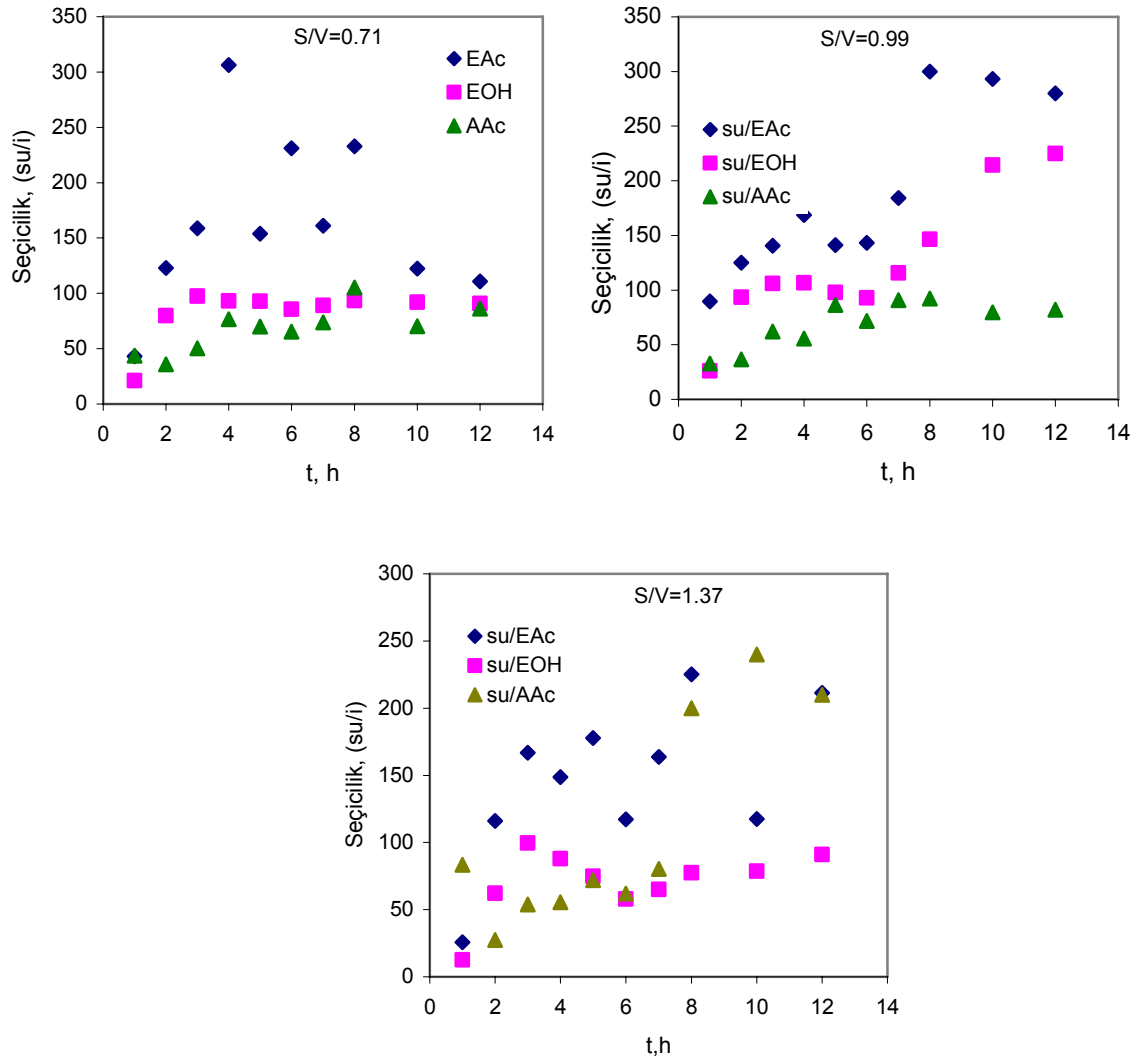 S/V=0.71
EAc
EOH
AAc
Seçicilik, (su/i)
350
300
250
200
150
100
50
0
0 2 4 6 8 10 12 14
t, h
S/V=0.99
su/EAc
su/EOH
su/AAc
Seçicilik, (su/i)
350
300
250
200
150
100
50
0
0 2 4 6 8 10 12 14
t, h
S/V=1.37
su/EAc
su/EOH
su/AAc
Seçicilik, (su/i)
300
250
200
150
100
50
0
0 2 4 6 8 10 12 14
t,h